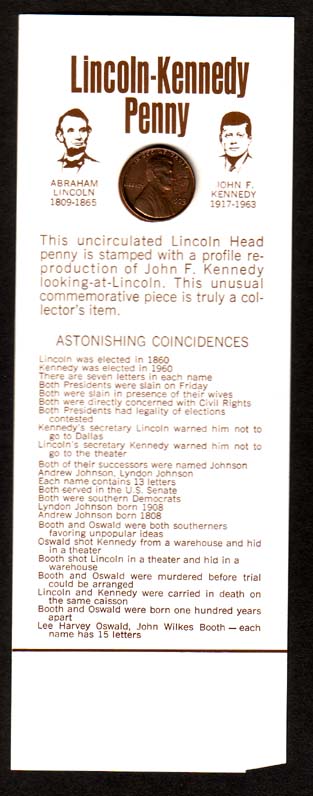 Lincoln-Kennedy
Penny
ABRAHAM
LINCOLN
1809-1865
JOHN F.
KENNEDY
1917-1963
This uncirculated Lincoln Head
penny is stamped with a profile re-
production of John F. Kennedy
looking-at-Lincoln. This unusual
commemorative piece is truly a col-
lector's item.
ASTONISHING COINCIDENCES
Lincoln was elected in 1860
Kennedy was elected in 1960
There are seven letters in each name
Both Presidents were slain on Friday
Both were slain in presence of their wives
Both were directly concerned with Civil Rights
Both Presidents had legality of elections
contested
Kennedy's secretary Lincoln warned him not to
go to Dallas
Lincoln's secretary Kennedy warned him not to
go to the theater
Both of their successors were named Johnson
Andrew Johnson, Lyndon Johnson
Each name contains 13 letters
Both served in the U.S. Senate
Both were southern Democrats
Lyndon Johnson born 1908
Andrew Johnson born 1808
Booth and Oswald were both southerners
favoring unpopular ideas
Oswald shot Kennedy from a warehouse and hid
in a theater
Booth shot Lincoln in a theater and hid in a
warehouse
Booth and Oswald were murdered before trial
could be arranged
Lincoln and Kennedy were carried in death on
the same caisson
Booth and Oswald were born one hundred years
apart
Lee Harvey Oswald, John Wilkes Booth — each
name has 15 letters